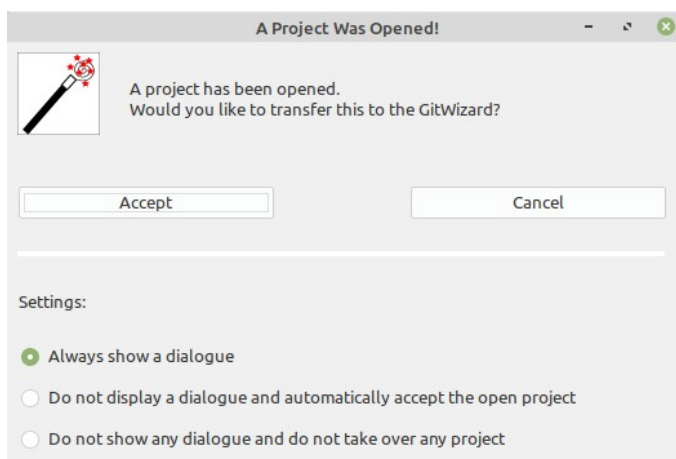 A Project Was Opened!
A project has been opened.
Would you like to transfer this to the GitWizard?
Accept
Cancel
Settings:
Always show a dialogue
Do not display a dialogue and automatically accept the open project
Do not show any dialogue and do not take over any project